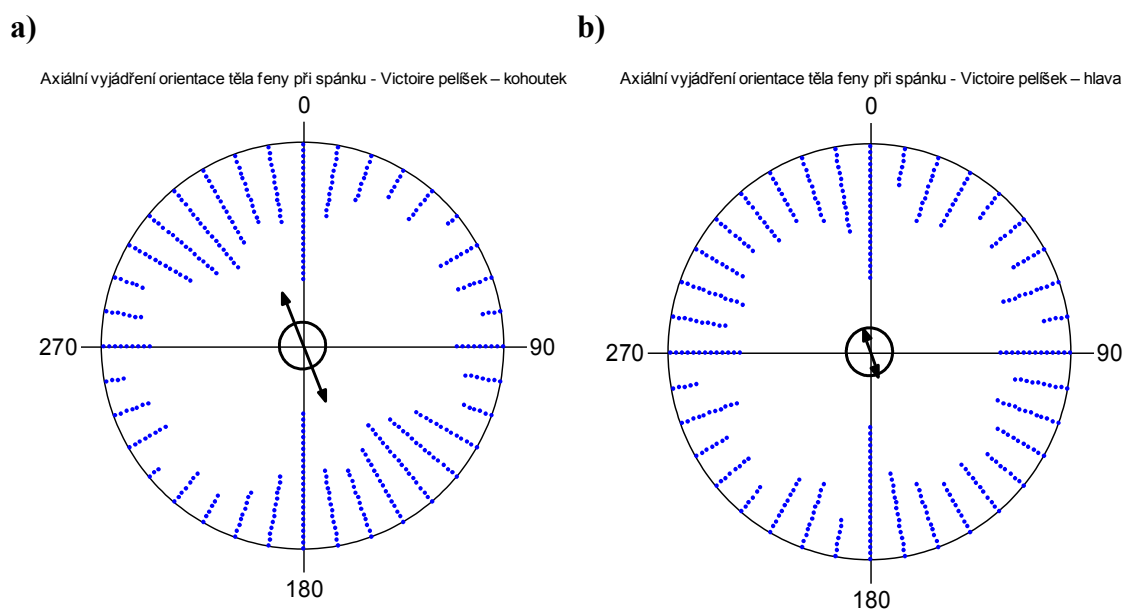 a)
Axiální vyjádření orientace těla feny při spánku - Victoire pelíšek – kohoutek
0
270
90
180
b)
Axiální vyjádření orientace těla feny při spánku - Victoire pelíšek – hlava
0
270
90
180